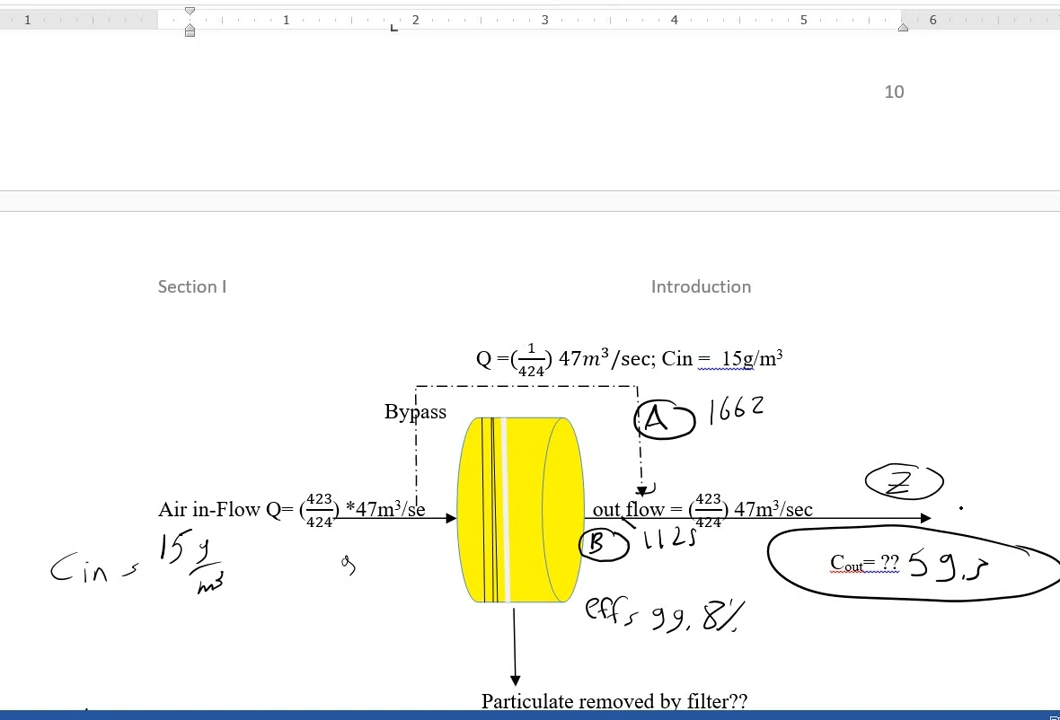 1 1 2 3 4 5 6
10
Section I Introduction
Q =(1/424) 47m³/sec; Cin = 15g/m³
Bypass
A 1662
Z
Air in-Flow Q= (423/424) *47m³/se
out flow = (423/424) 47m³/sec
B 1125
Cin = 15 g/m³
Cout= ??
eff= 99.8%
Particulate removed by filter??